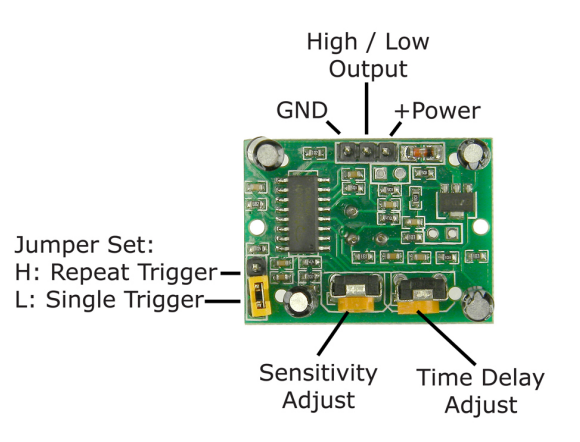 High / Low
Output
GND
+Power
Jumper Set:
H: Repeat Trigger
L: Single Trigger
Sensitivity
Adjust
Time Delay
Adjust